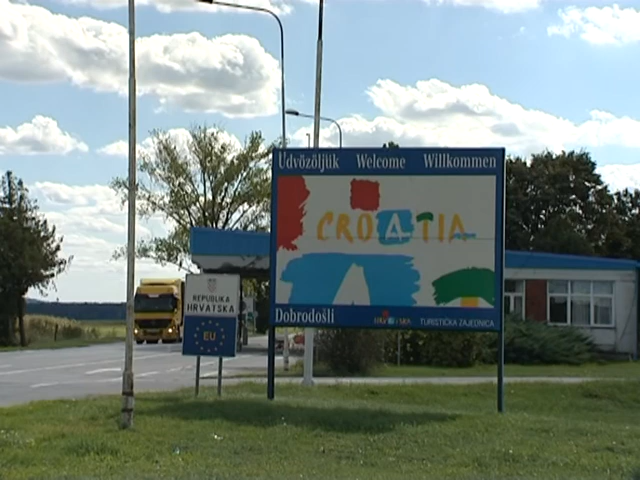 Üdvözöljük Welcome Willkommen
CROATIA
Dobrodošli
TURISTIČKA ZAJEDNICA
REPUBLIKA
HRVATSKA
EU